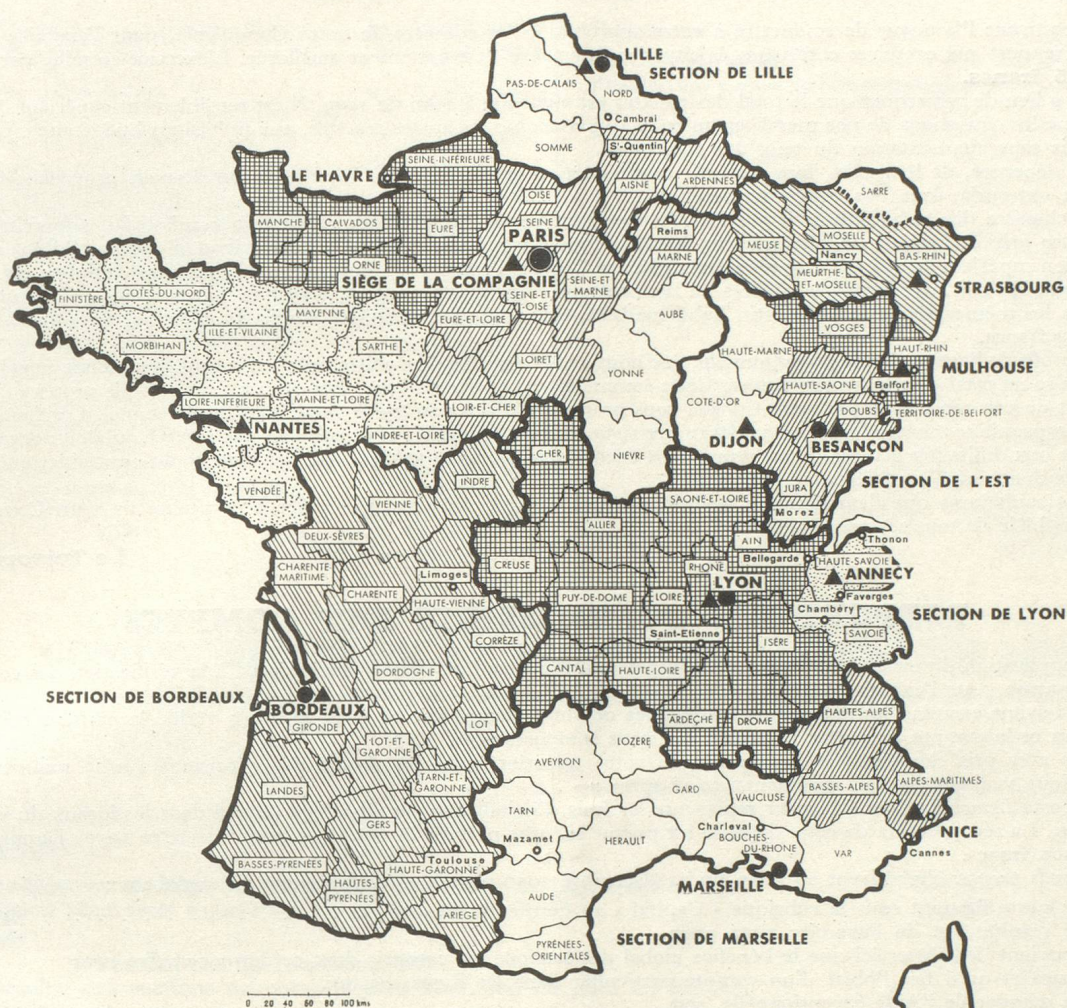 LILLE
SECTION DE LILLE
PAS-DE-CALAIS
NORD
Cambrai
SOMME
St-Quentin
SEINE-INFÉRIEURE
LE HAVRE
AISNE
ARDENNES
OISE
SARRE
MANCHE
CALVADOS
EURE
SEINE
PARIS
Reims
MARNE
MEUSE
MOSELLE
Nancy
BAS-RHIN
MEURTHE-
ET-MOSELLE
ORNE
SIÈGE DE LA COMPAGNIE
SEINE-ET
-MARNE
STRASBOURG
SEINE-ET
-OISE
FINISTÈRE
COTES-DU-NORD
MAYENNE
EURE-ET-LOIRE
AUBE
VOSGES
ILLE-ET-VILAINE
MORBIHAN
SARTHE
LOIRET
HAUTE-MARNE
HAUT-RHIN
MULHOUSE
YONNE
HAUTE-SAONE
Belfort
LOIRE-INFÉRIEURE
MAINE-ET-LOIRE
LOIR-ET-CHER
COTE-D'OR
DOUBS
TERRITOIRE-DE-BELFORT
NANTES
INDRE-ET-LOIRE
DIJON
BESANÇON
CHER
NIÈVRE
SECTION DE L'EST
VENDÉE
VIENNE
INDRE
SAONE-ET-LOIRE
JURA
Morez
DEUX-SÈVRES
ALLIER
AIN
Thonon
CHARENTE
MARITIME
CREUSE
Bellegarde
HAUTE-SAVOIE
Limoges
RHONE
ANNECY
CHARENTE
HAUTE-VIENNE
PUY-DE-DOME
LOIRE
LYON
Faverges
Chambéry
SECTION DE LYON
Saint-Etienne
ISÉRE
SAVOIE
CORRÈZE
CANTAL
HAUTE-LOIRE
DORDOGNE
SECTION DE BORDEAUX
BORDEAUX
GIRONDE
LOT
ARDEÇHE
DROME
HAUTES-ALPES
LOT-ET-
GARONNE
LOZERE
AVEYRON
TARN-ET-
GARONNE
LANDES
GARD
VAUCLUSE
BASSES-ALPES
ALPES-MARITIMES
TARN
GERS
Mazamet
HERAULT
Charleval
BOUCHES-
DU-RHONE
VAR
NICE
Cannes
BASSES-PYRENÉES
Toulouse
HAUTE-GARONNE
MARSEILLE
HAUTES-
PYRÉNÉES
AUDE
ARIEGE
SECTION DE MARSEILLE
PYRÉNÉES-
ORIENTALES
0 20 40 60 80 100 kms